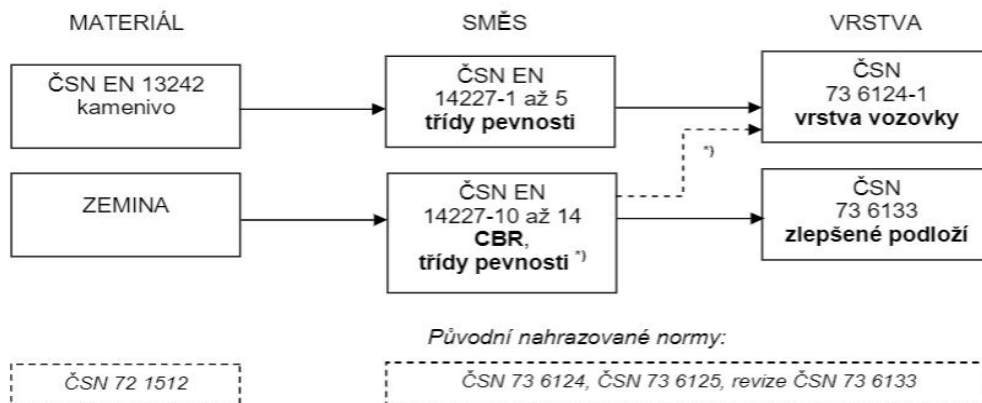 MATERIÁL
SMĚS
VRSTVA
ČSN EN 13242
kamenivo
ČSN EN
14227-1 až 5
třídy pevnosti
ČSN
73 6124-1
vrstva vozovky
*)
ZEMINA
ČSN EN
14227-10 až 14
CBR,
třídy pevnosti *)
ČSN
73 6133
zlepšené podloží
Původní nahrazované normy:
ČSN 72 1512
ČSN 73 6124, ČSN 73 6125, revize ČSN 73 6133